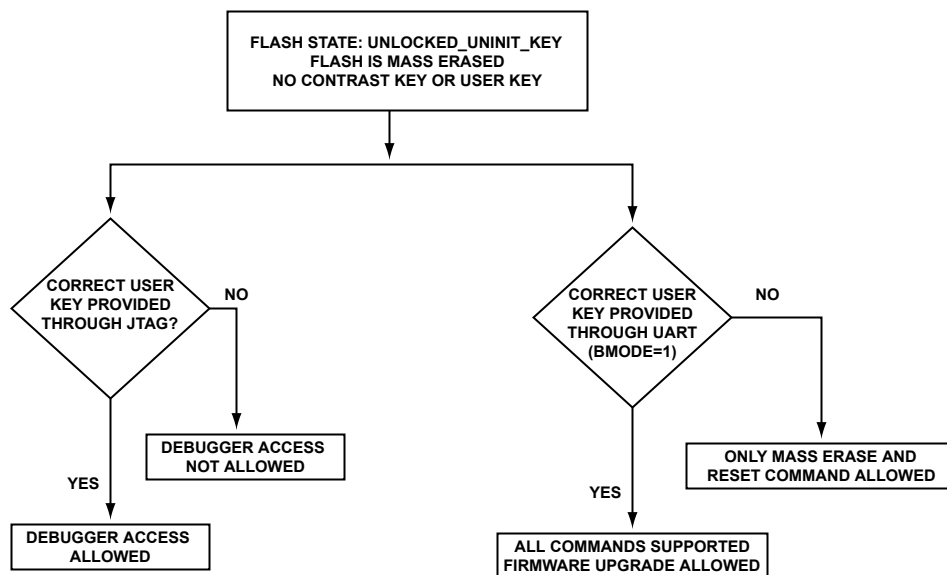 FLASH STATE: UNLOCKED_UNINIT_KEY
FLASH IS MASS ERASED
NO CONTRAST KEY OR USER KEY
CORRECT USER
KEY PROVIDED
THROUGH JTAG?
NO
YES
DEBUGGER ACCESS
NOT ALLOWED
DEBUGGER ACCESS
ALLOWED
CORRECT USER
KEY PROVIDED
THROUGH UART
(BMODE=1)
NO
YES
ONLY MASS ERASE AND
RESET COMMAND ALLOWED
ALL COMMANDS SUPPORTED
FIRMWARE UPGRADE ALLOWED